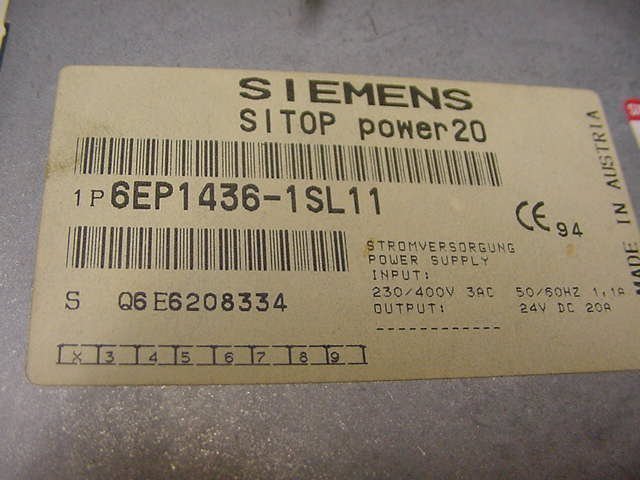 SIEMENS
SITOP power20
1P 6EP1436-1SL11
CE 94
MADE IN AUSTRIA
STROMVERSORGUNG
POWER SUPPLY
INPUT:
230/400V 3AC 50/60HZ 1,1A
OUTPUT: 24V DC 20A
------------
S Q6E6208334
X 3 4 5 6 7 8 9